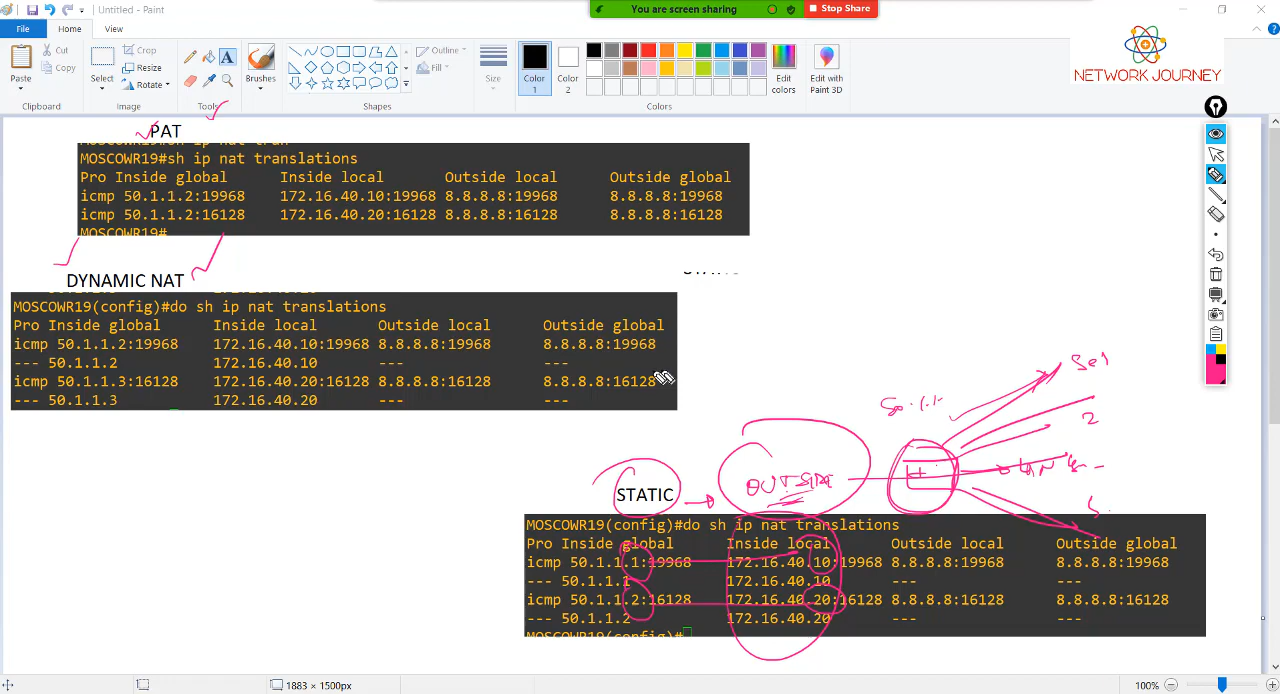 Untitled - Paint
You are screen sharing
Stop Share
File
Home
View
Paste
Cut
Copy
Clipboard
Select
Crop
Resize
Rotate
Image
Tools
Brushes
Outline
Fill
Shapes
Size
Color
1
Color
2
Edit
colors
Colors
Edit with
Paint 3D
NETWORK JOURNEY
PAT
MOSCOWR19#sh ip nat tran
MOSCOWR19#sh ip nat translations
Pro Inside global Inside local Outside local Outside global
icmp 50.1.1.2:19968 172.16.40.10:19968 8.8.8.8:19968 8.8.8.8:19968
icmp 50.1.1.2:16128 172.16.40.20:16128 8.8.8.8:16128 8.8.8.8:16128
MOSCOWR19#
DYNAMIC NAT
STATIC
MOSCOWR19(config)#do sh ip nat translations
Pro Inside global Inside local Outside local Outside global
icmp 50.1.1.2:19968 172.16.40.10:19968 8.8.8.8:19968 8.8.8.8:19968
--- 50.1.1.2 172.16.40.10 --- ---
icmp 50.1.1.3:16128 172.16.40.20:16128 8.8.8.8:16128 8.8.8.8:16128
--- 50.1.1.3 172.16.40.20 --- ---
2
OUTSIDE
STATIC
MOSCOWR19(config)#do sh ip nat translations
Pro Inside global Inside local Outside local Outside global
icmp 50.1.1.1:19968 172.16.40.10:19968 8.8.8.8:19968 8.8.8.8:19968
--- 50.1.1.1 172.16.40.10 --- ---
icmp 50.1.1.2:16128 172.16.40.20:16128 8.8.8.8:16128 8.8.8.8:16128
--- 50.1.1.2 172.16.40.20 --- ---
MOSCOWR19(config)#
1883 × 1500px
100%